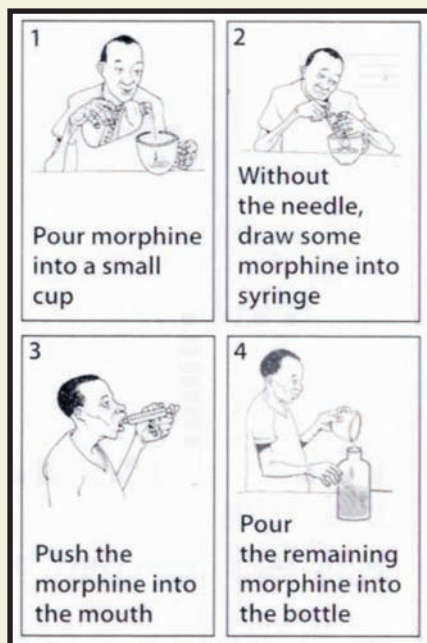 1
Pour morphine
into a small
cup
2
Without
the needle,
draw some
morphine into
syringe
3
Push the
morphine into
the mouth
4
Pour
the remaining
morphine into
the bottle